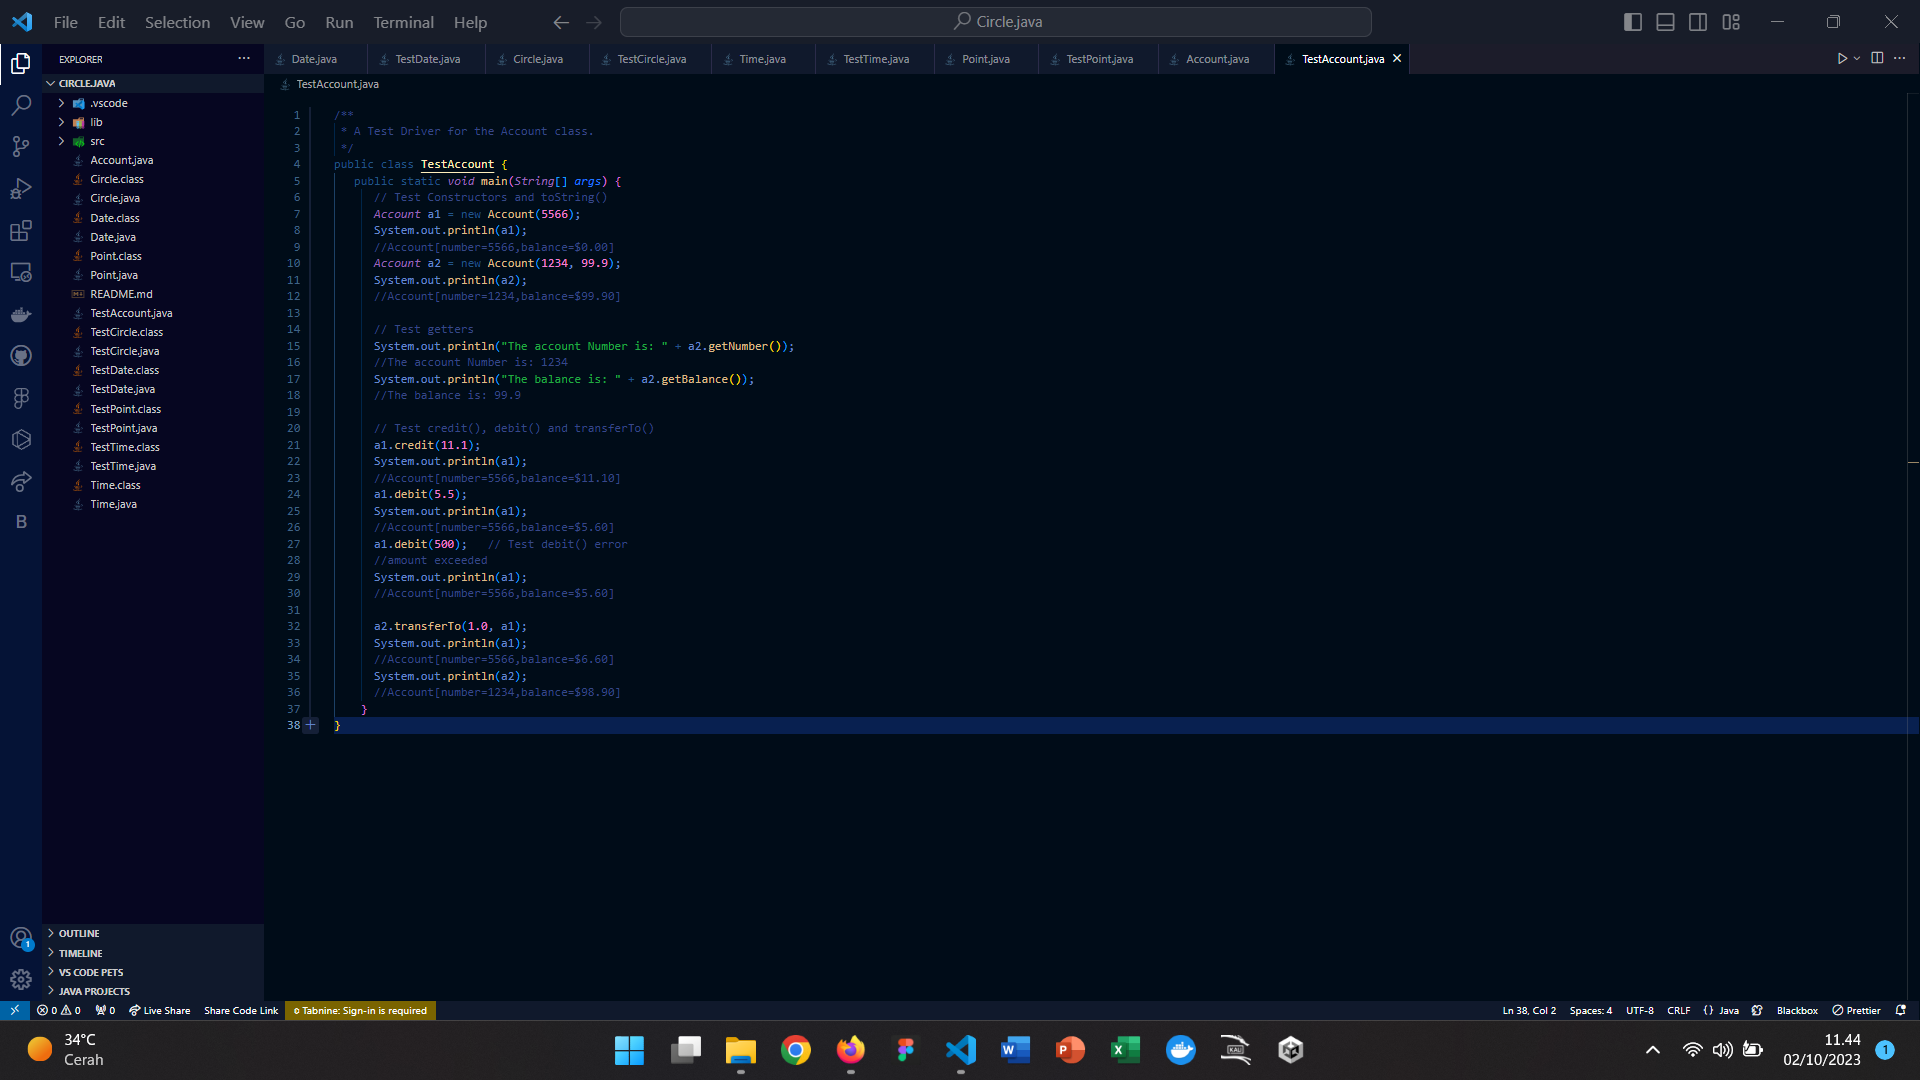 File Edit Selection View Go Run Terminal Help
Circle.java
EXPLORER
Date.java TestDate.java Circle.java TestCircle.java Time.java TestTime.java Point.java TestPoint.java Account.java TestAccount.java
CIRCLE.JAVA
.vscode
lib
src
Account.java
Circle.class
Circle.java
Date.class
Date.java
Point.class
Point.java
README.md
TestAccount.java
TestCircle.class
TestCircle.java
TestDate.class
TestDate.java
TestPoint.class
TestPoint.java
TestTime.class
TestTime.java
Time.class
Time.java
OUTLINE
TIMELINE
VS CODE PETS
JAVA PROJECTS
TestAccount.java
1 /**
2 * A Test Driver for the Account class.
3 */
4 public class TestAccount {
5 public static void main(String[] args) {
6 // Test Constructors and toString()
7 Account a1 = new Account(5566);
8 System.out.println(a1);
9 //Account[number=5566,balance=$0.00]
10 Account a2 = new Account(1234, 99.9);
11 System.out.println(a2);
12 //Account[number=1234,balance=$99.90]
13
14 // Test getters
15 System.out.println("The account Number is: " + a2.getNumber());
16 //The account Number is: 1234
17 System.out.println("The balance is: " + a2.getBalance());
18 //The balance is: 99.9
19
20 // Test credit(), debit() and transferTo()
21 a1.credit(11.1);
22 System.out.println(a1);
23 //Account[number=5566,balance=$11.10]
24 a1.debit(5.5);
25 System.out.println(a1);
26 //Account[number=5566,balance=$5.60]
27 a1.debit(500); // Test debit() error
28 //amount exceeded
29 System.out.println(a1);
30 //Account[number=5566,balance=$5.60]
31
32 a2.transferTo(1.0, a1);
33 System.out.println(a1);
34 //Account[number=5566,balance=$6.60]
35 System.out.println(a2);
36 //Account[number=1234,balance=$98.90]
37 }
38 }
B
1
0 0 0 Live Share Share Code Link Tabnine: Sign-in is required
Ln 38, Col 2 Spaces: 4 UTF-8 CRLF {} Java Blackbox Prettier
34°C
Cerah
W P X KALI
11.44
02/10/2023
1